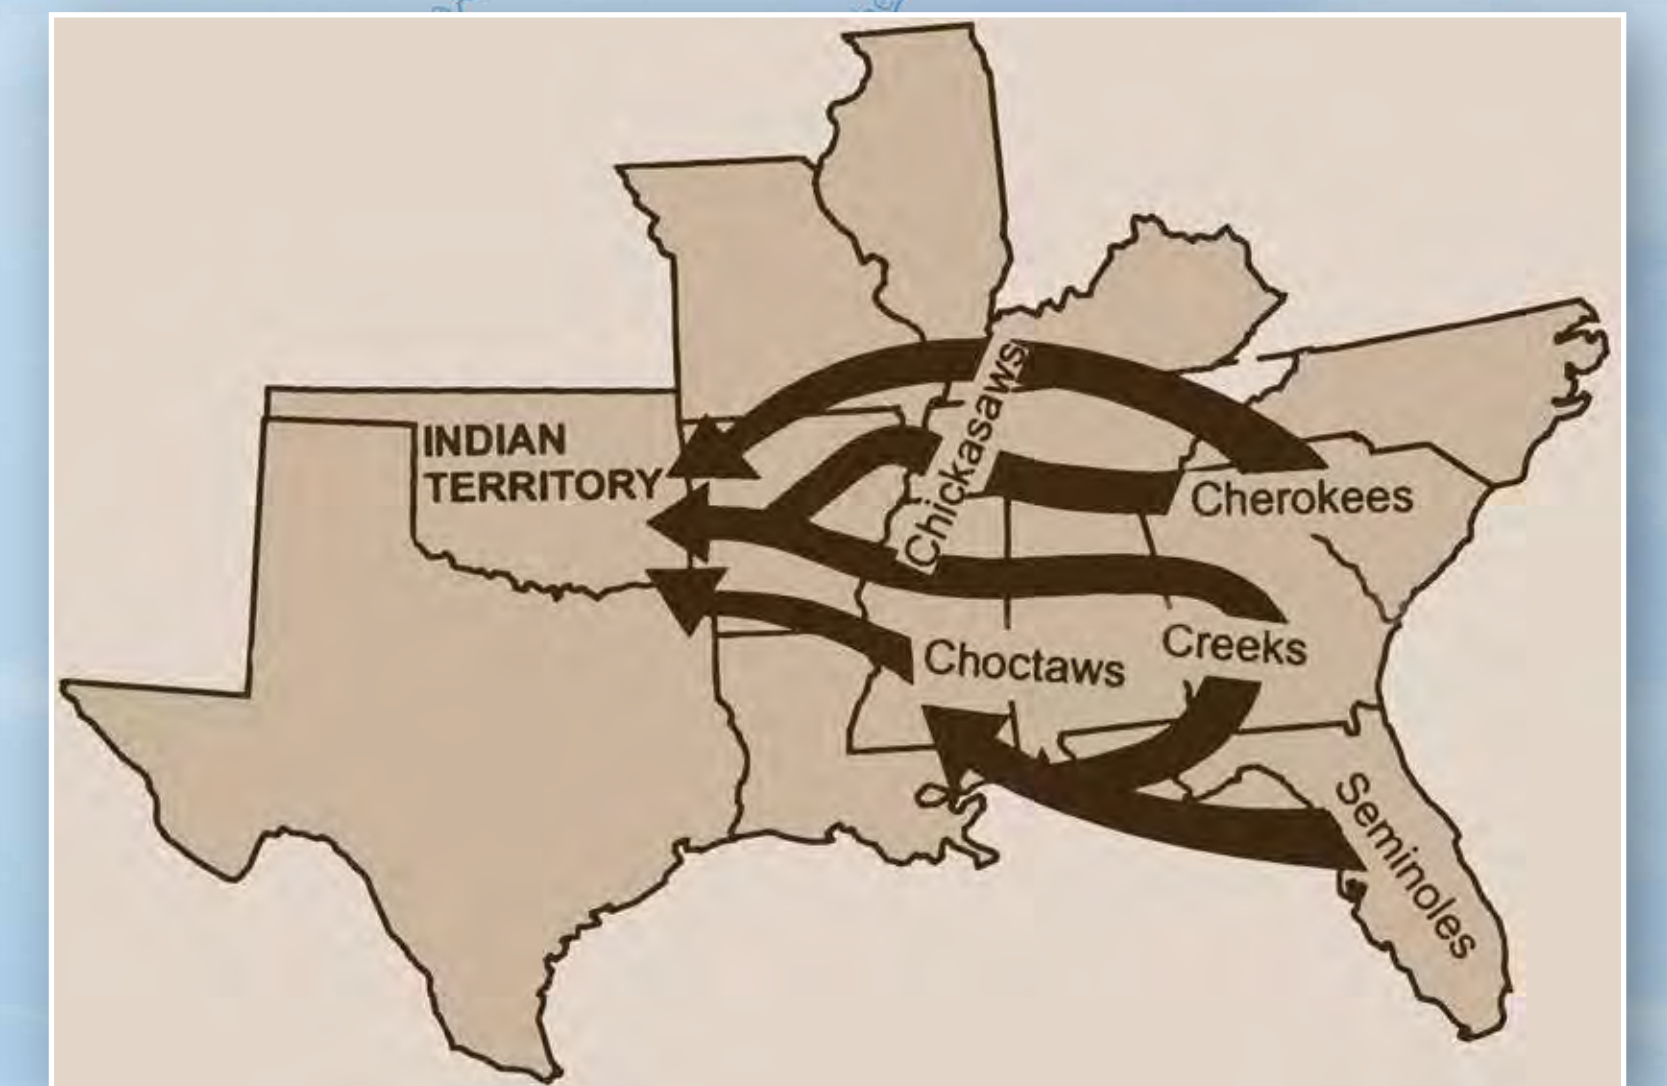 INDIAN
TERRITORY
Chickasaws
Cherokees
Choctaws
Creeks
Seminoles